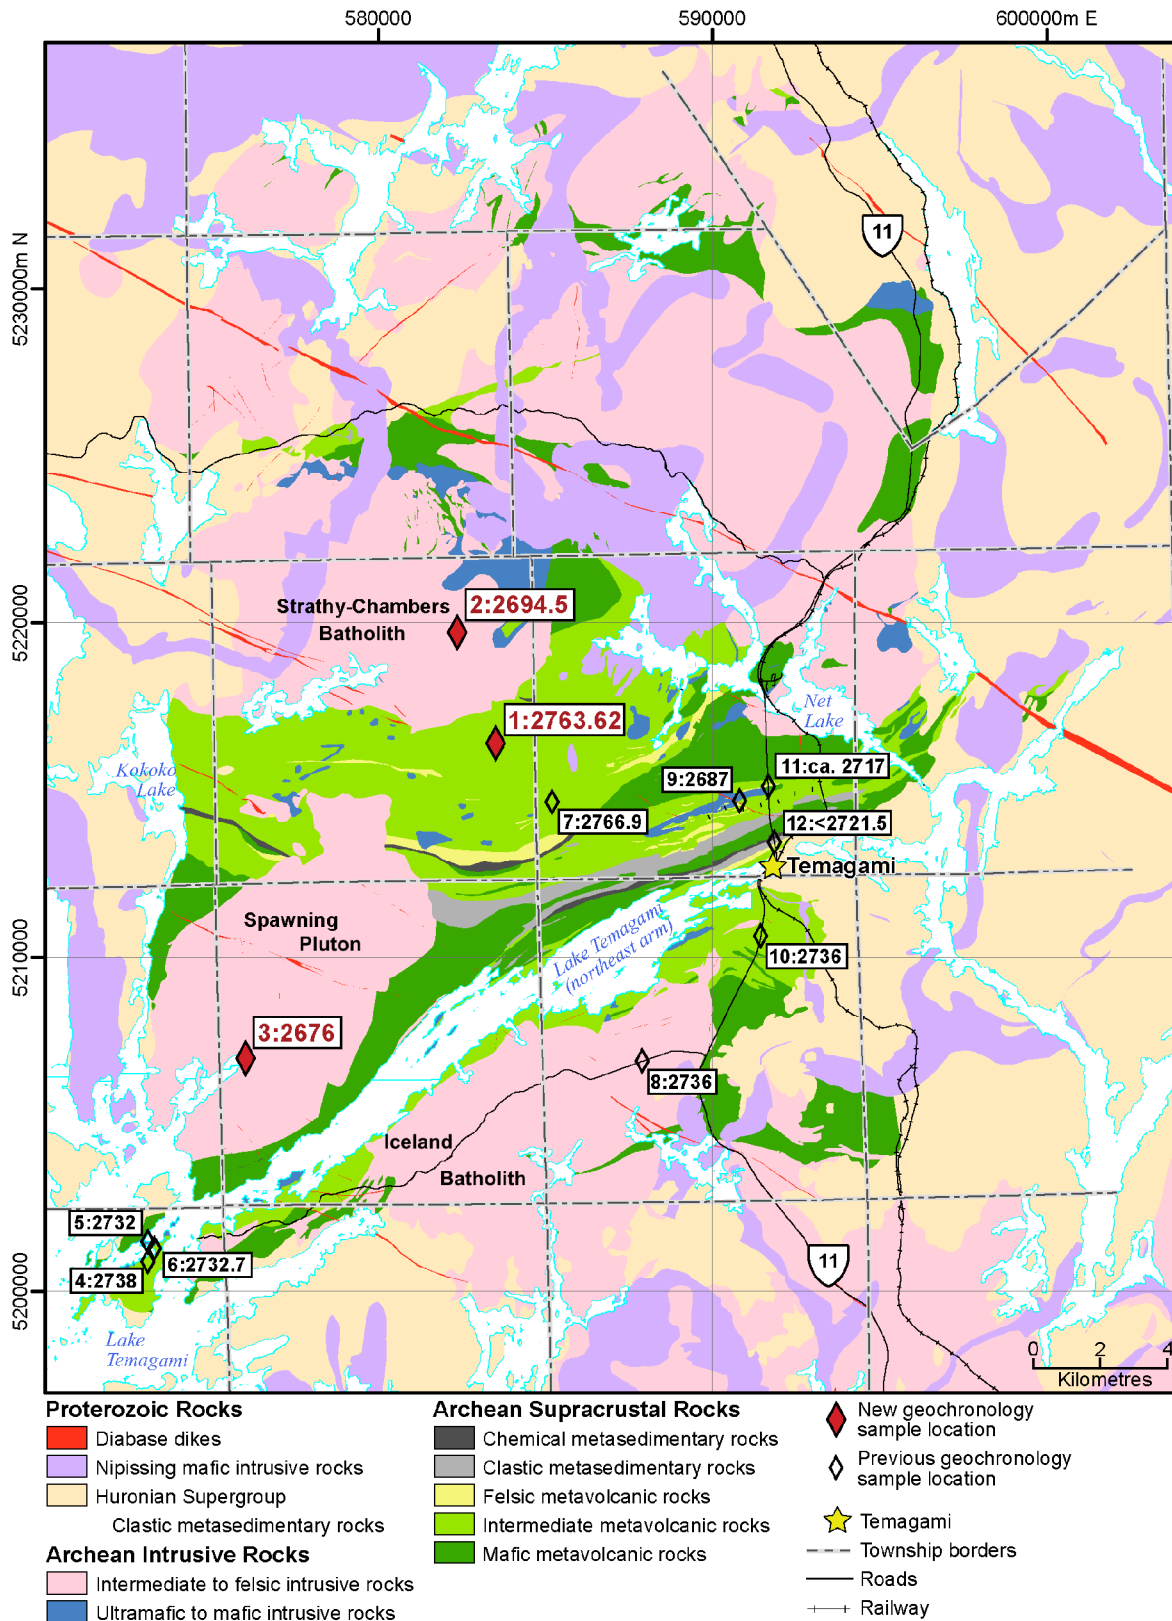 580000
590000
600000m E
11
5230000m N
2:2694.5
Strathy-Chambers
Batholith
5220000
1:2763.62
Net
Lake
Kokoko
Lake
11:ca. 2717
9:2687
7:2766.9
12:<2721.5
Temagami
Spawning
Pluton
Lake Temagami
(northeast arm)
10:2736
5210000
3:2676
8:2736
Iceland
Batholith
5:2732
6:2732.7
4:2738
11
5200000
Lake
Temagami
0 2 4
Kilometres
Proterozoic Rocks
Diabase dikes
Nipissing mafic intrusive rocks
Huronian Supergroup
Clastic metasedimentary rocks
Archean Intrusive Rocks
Intermediate to felsic intrusive rocks
Ultramafic to mafic intrusive rocks
Archean Supracrustal Rocks
Chemical metasedimentary rocks
Clastic metasedimentary rocks
Felsic metavolcanic rocks
Intermediate metavolcanic rocks
Mafic metavolcanic rocks
New geochronology
sample location
Previous geochronology
sample location
Temagami
Township borders
Roads
Railway